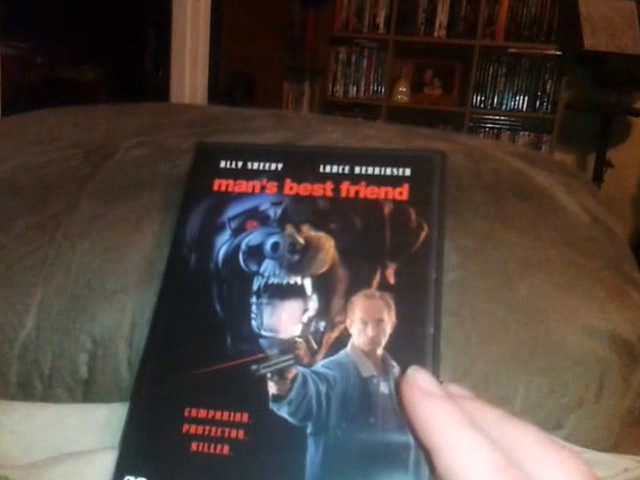 ALLY SHEEDY LANCE HENRIKSEN
man's best friend
COMPANION.
PROTECTOR.
KILLER.